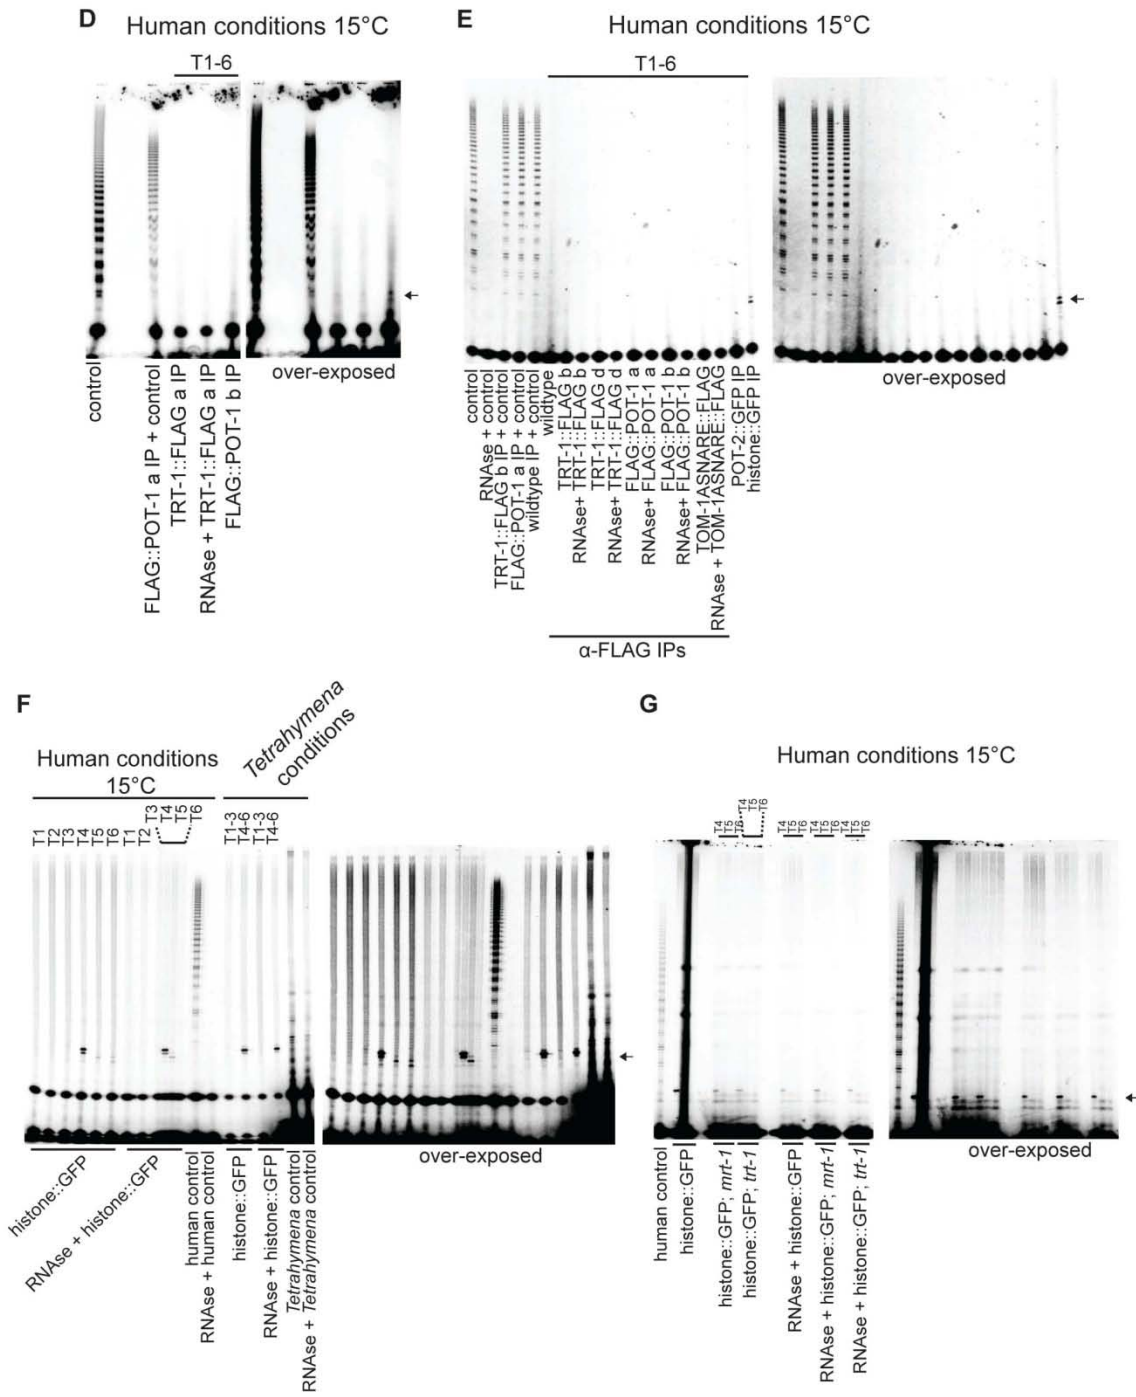 D
Human conditions 15°C
T1-6
control
FLAG::POT-1 a IP + control
TRT-1::FLAG a IP
RNAse + TRT-1::FLAG a IP
FLAG::POT-1 b IP
over-exposed
E
Human conditions 15°C
T1-6
control
RNAse + control
TRT-1::FLAG b IP + control
FLAG::POT-1 a IP + control
wildtype IP + control
wildtype
TRT-1::FLAG b
RNAse+ TRT-1::FLAG b
TRT-1::FLAG d
RNAse + TRT-1::FLAG d
FLAG::POT-1 a
RNAse + FLAG::POT-1 a
FLAG::POT-1 b
RNAse + FLAG::POT-1 b
TOM-1ASNARE::FLAG
RNAse + TOM-1ASNARE::FLAG
POT-2::GFP IP
histone::GFP IP
α-FLAG IPs
over-exposed
F
Human conditions
15°C
Tetrahymena
conditions
T1
T2
T3
T4
T5
T6
T1
T2
T3
T4
T5
T6
T1-3
T4-6
T1-3
T4-6
histone::GFP
RNAse + histone::GFP
human control
RNAse + human control
histone::GFP
RNAse + histone::GFP
Tetrahymena control
RNAse + Tetrahymena control
over-exposed
G
Human conditions 15°C
T4
T5
T6
T4
T5
T6
T4
T5
T6
T4
T5
T6
T4
T5
T6
human control
histone::GFP
histone::GFP; mrt-1
histone::GFP; trt-1
RNAse + histone::GFP
RNAse + histone::GFP; mrt-1
RNAse + histone::GFP; trt-1
over-exposed